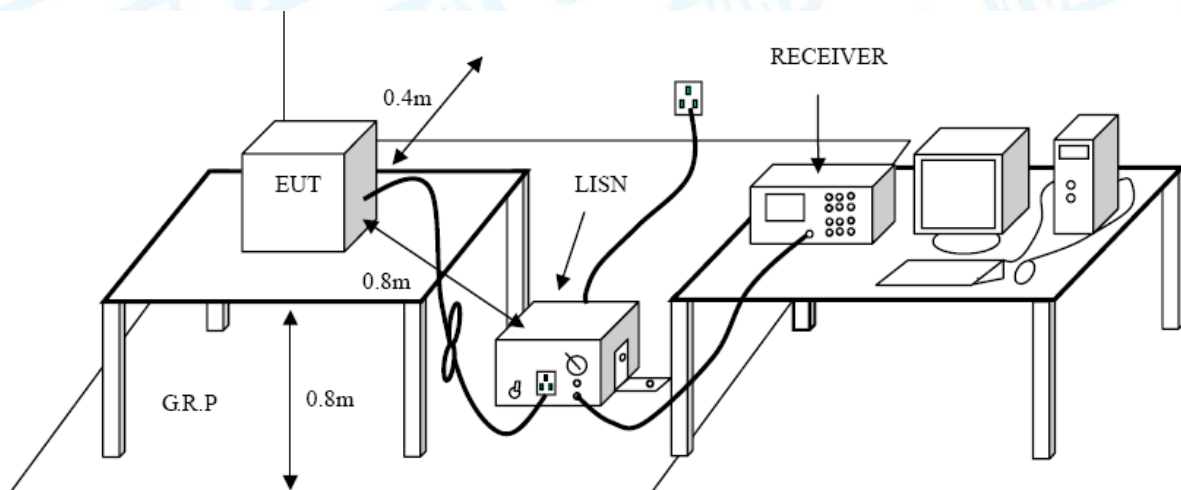 RECEIVER
0.4m
EUT
LISN
0.8m
G.R.P
0.8m